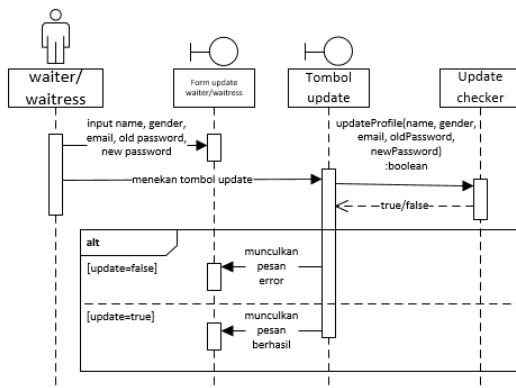 waiter/
waitress
Form update
waiter/waitress
Tombol
update
Update
checker
input name, gender,
email, old password,
new password
updateProfile(name, gender,
email, oldPassword,
newPassword)
:boolean
menekan tombol update
true/false
alt
[update=false]
munculkan
pesan
error
[update=true]
munculkan
pesan
berhasil